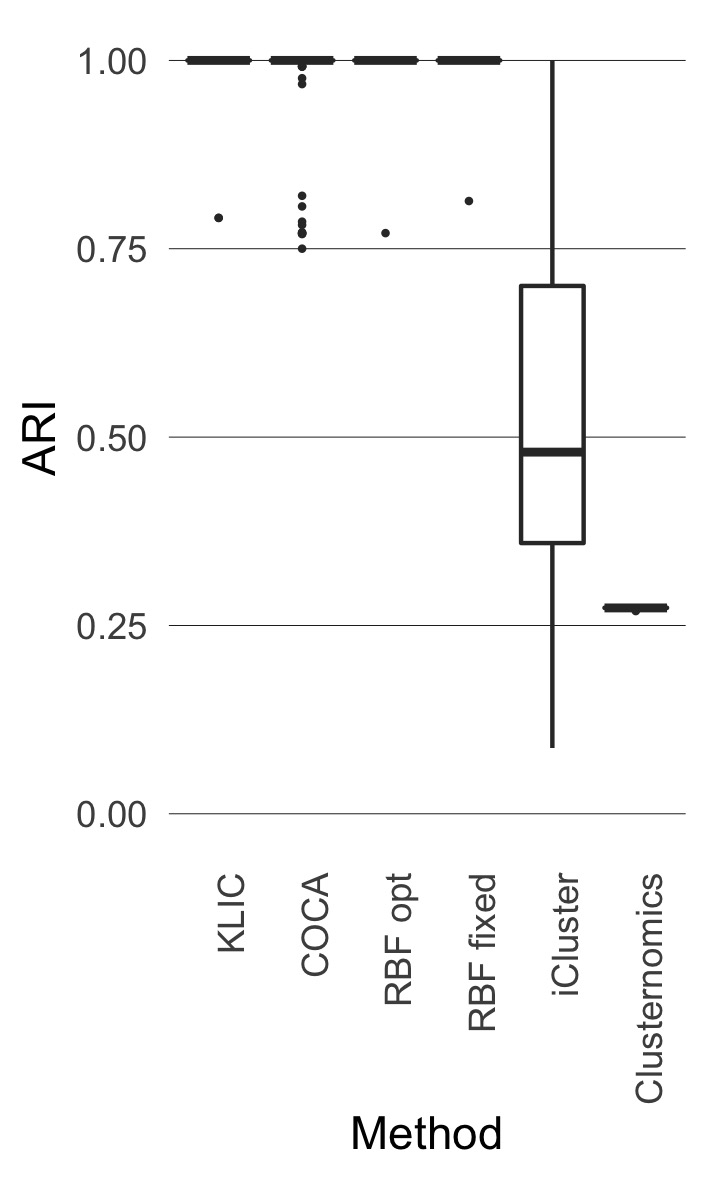 1.00
0.75
0.50
0.25
0.00
ARI
KLIC
COCA
RBF opt
RBF fixed
iCluster
Clusternomics
Method